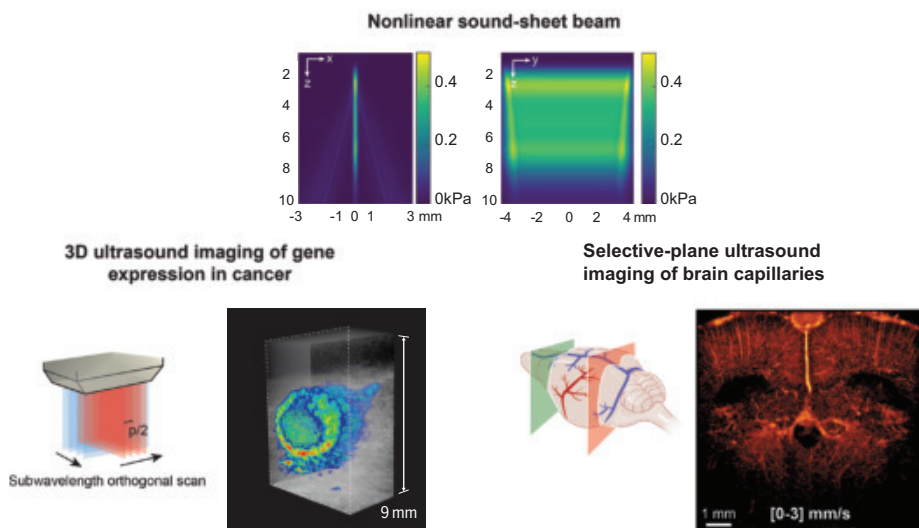 Nonlinear sound-sheet beam
x
z
2
4
6
8
10
-3
-1
0
1
3 mm
0.4
0.2
0kPa
y
z
2
4
6
8
10
-4
-2
0
2
4 mm
0.4
0.2
0kPa
3D ultrasound imaging of gene
expression in cancer
p/2
Subwavelength orthogonal scan
9 mm
Selective-plane ultrasound
imaging of brain capillaries
1 mm
[0-3] mm/s